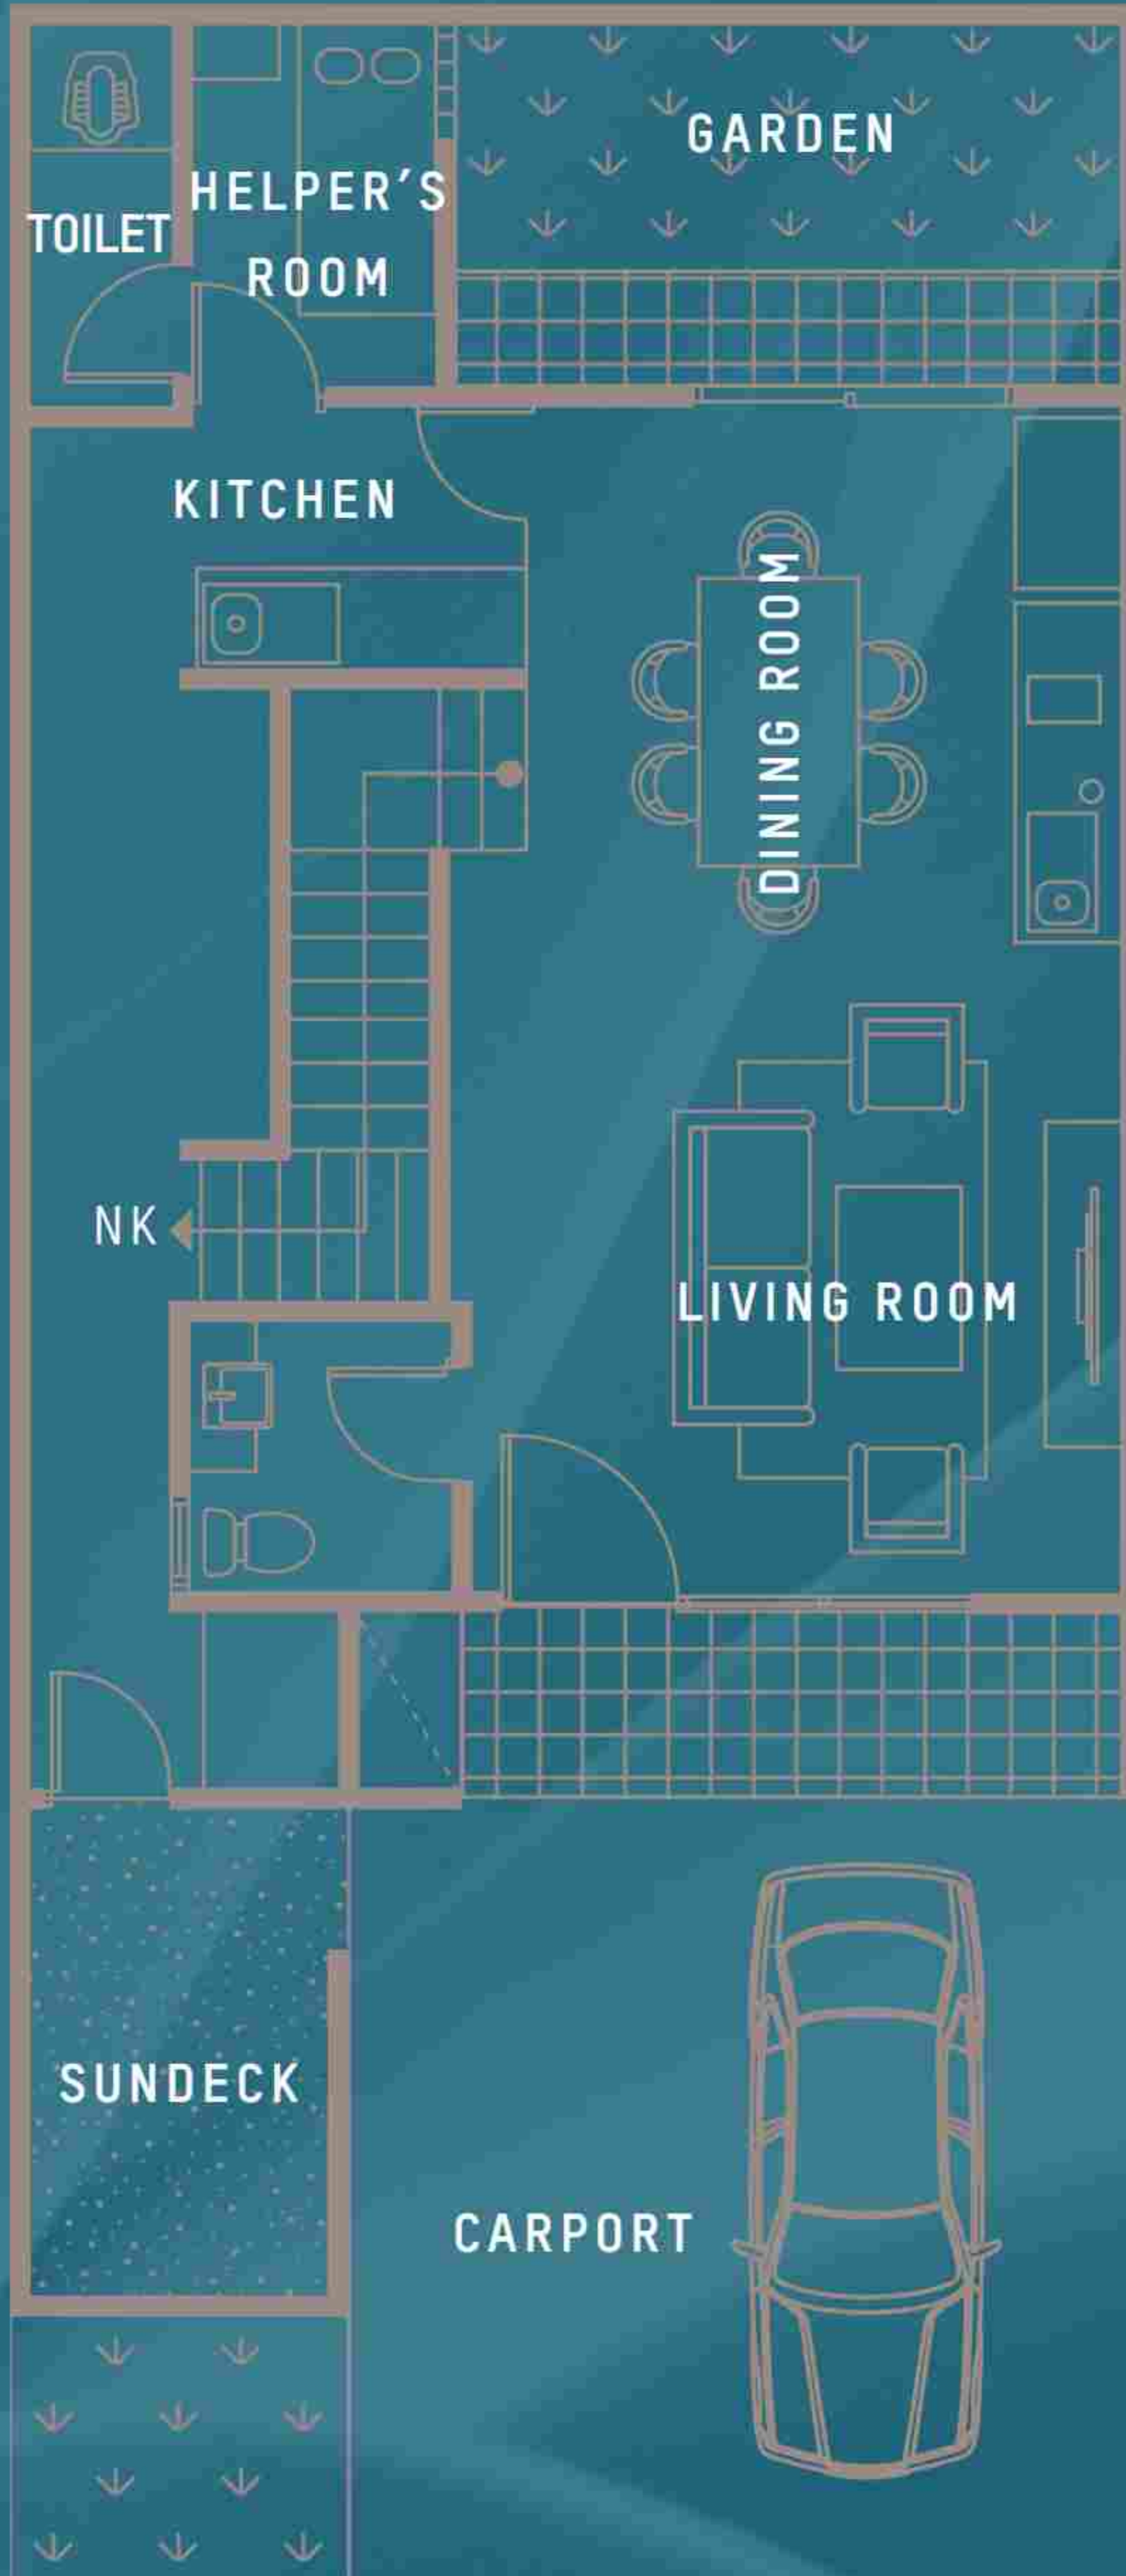 GARDEN
HELPER'S
ROOM
TOILET
KITCHEN
DINING ROOM
NK
LIVING ROOM
SUNDECK
CARPORT